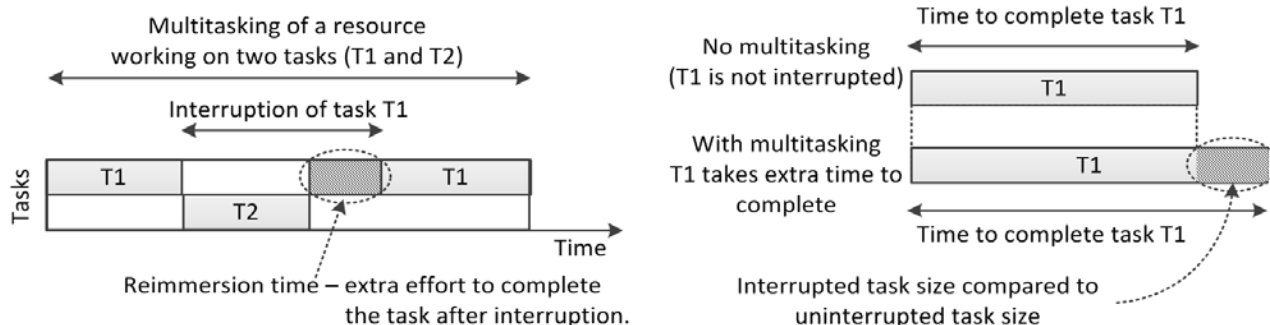 Multitasking of a resource
working on two tasks (T1 and T2)
Interruption of task T1
T1
T1
T2
Tasks
Time
Reimmersion time – extra effort to complete
the task after interruption.
Time to complete task T1
No multitasking
(T1 is not interrupted)
T1
With multitasking
T1 takes extra time to
complete
T1
Time to complete task T1
Interrupted task size compared to
uninterrupted task size